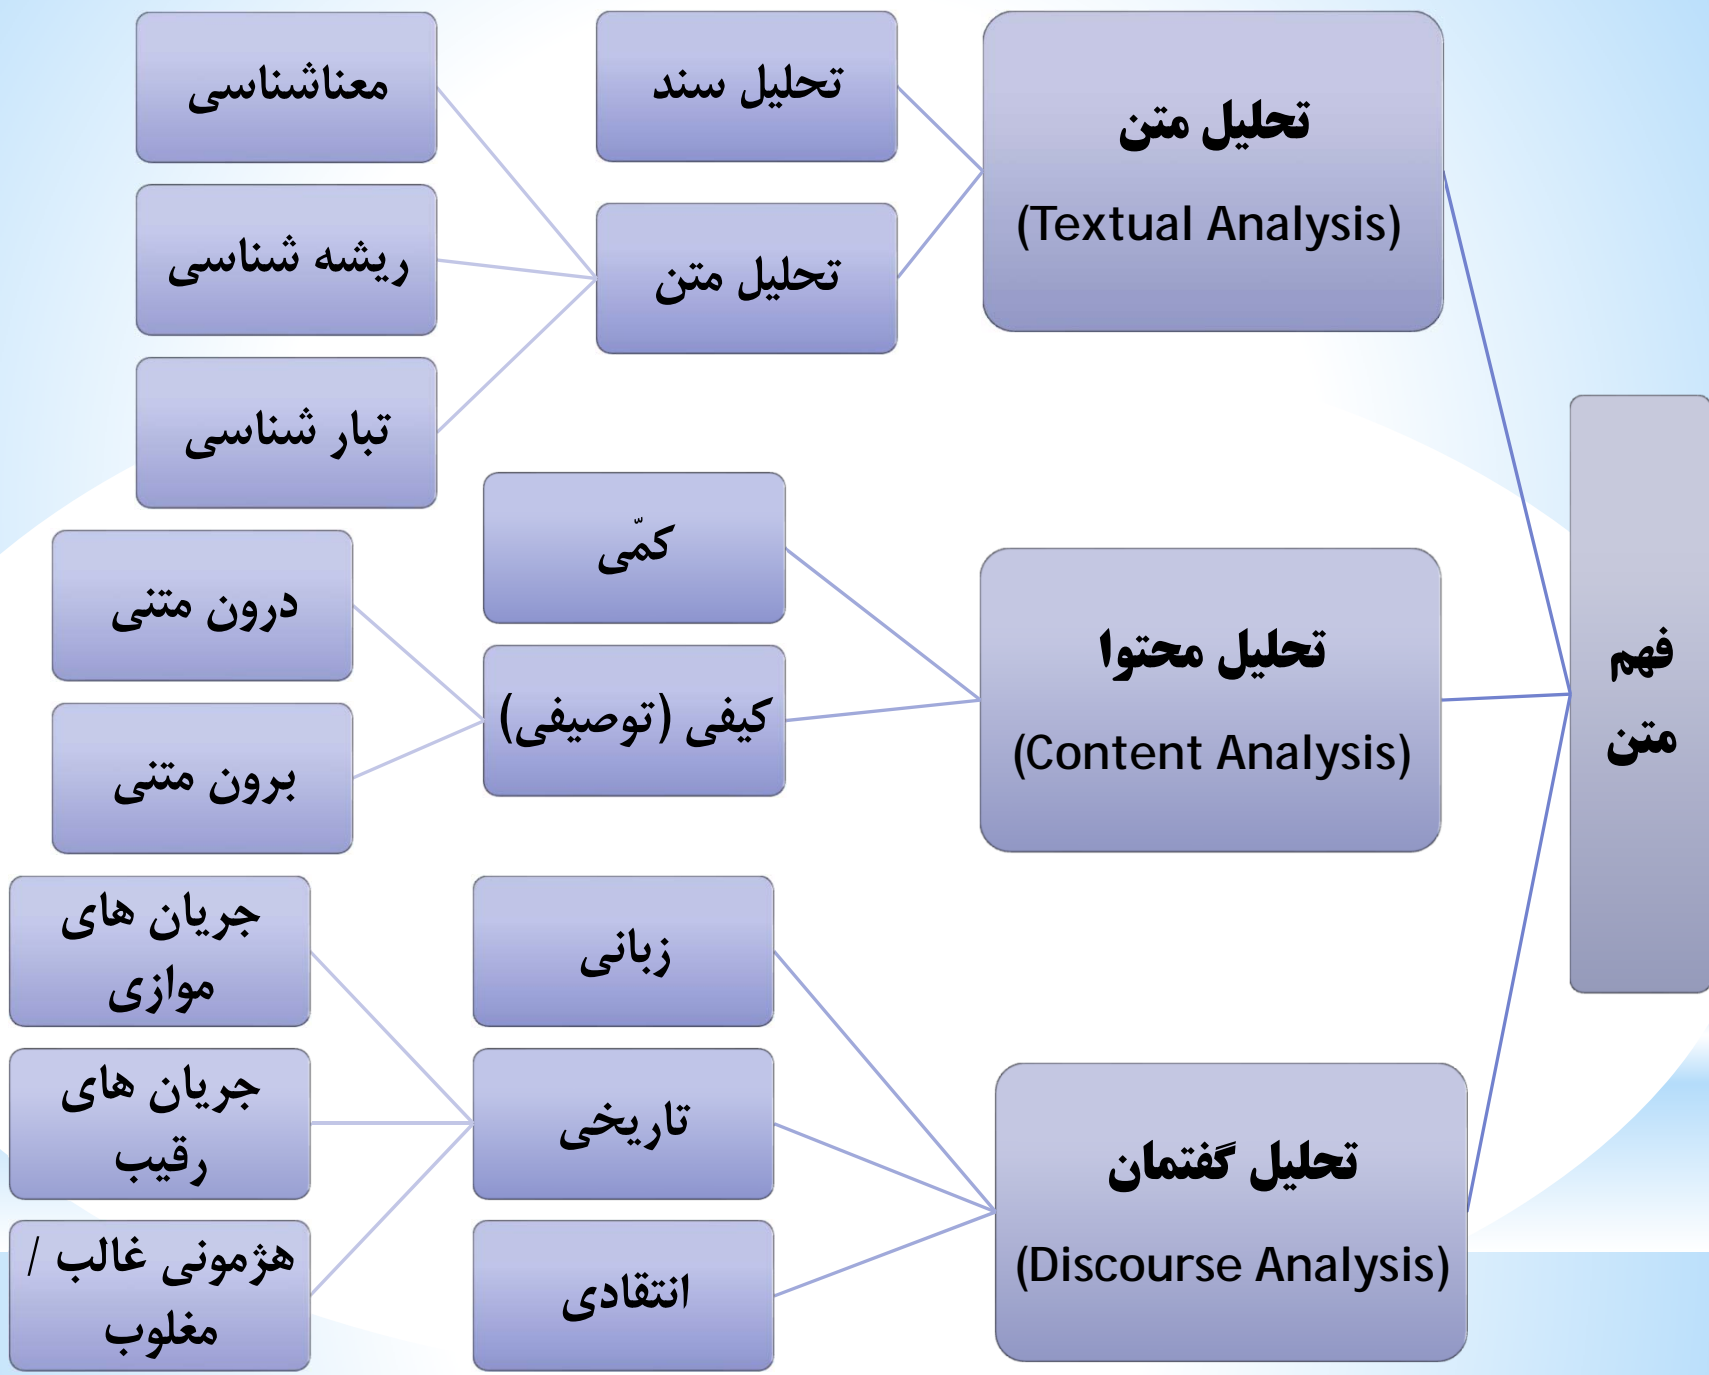 فهم
متن
تحلیل متن
(Textual Analysis)
تحلیل سند
تحلیل متن
معناشناسی
ریشه شناسی
تبار شناسی
تحلیل محتوا
(Content Analysis)
کمّی
کیفی (توصیفی)
درون متنی
برون متنی
تحلیل گفتمان
(Discourse Analysis)
زبانی
تاریخی
انتقادی
جریان های
موازی
جریان های
رقیب
هژمونی غالب /
مغلوب